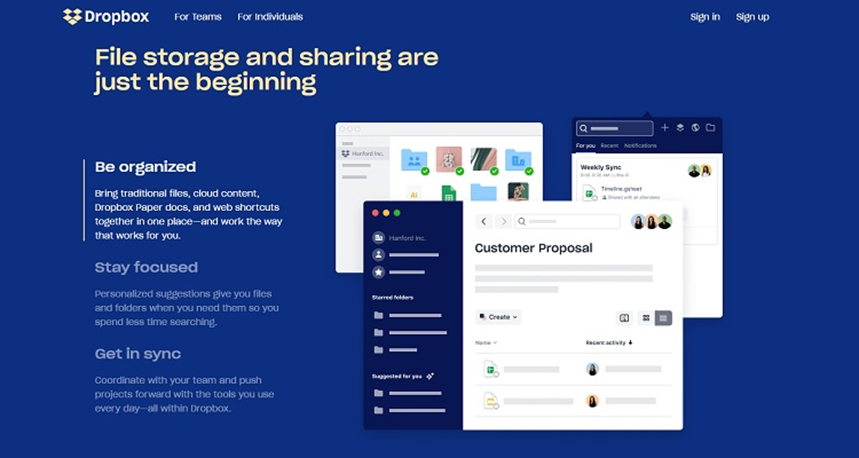 Dropbox For Teams For Individuals Sign in Sign up
File storage and sharing are
just the beginning
Be organized
Bring traditional files, cloud content,
Dropbox Paper docs, and web shortcuts
together in one place—and work the way
that works for you.
Stay focused
Personalized suggestions give you files
and folders when you need them so you
spend less time searching.
Get in sync
Coordinate with your team and push
projects forward with the tools you use
every day—all within Dropbox.
Hanford Inc.
Ai
For you Recent Notifications
Weekly Sync
Timeline.gsheet
Shared with all attendees
Hanford Inc.
Starred folders
Suggested for you
Customer Proposal
Create
Name Recent activity